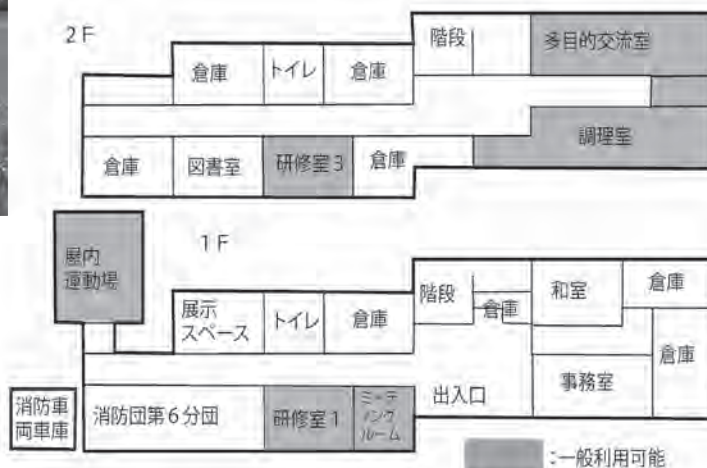 2F
倉庫
トイレ
倉庫
階段
多目的交流室
倉庫
図書室
研修室3
倉庫
調理室
屋内
運動場
1F
展示
スペース
トイレ
倉庫
階段
倉庫
和室
倉庫
倉庫
消防車
両車庫
消防団第6分団
研修室1
ミーテ
ィング
ルーム
出入口
事務室
:一般利用可能